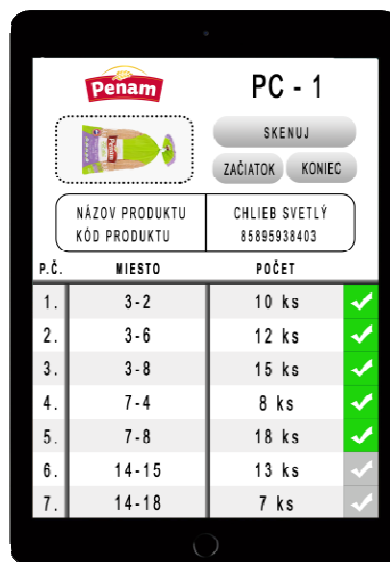 Penam
PC - 1
SKENUJ
ZAČIATOK KONIEC
NÁZOV PRODUKTU CHLIEB SVETLÝ
KÓD PRODUKTU 85895938403
P.Č. MIESTO POČET
1. 3-2 10 ks
2. 3-6 12 ks
3. 3-8 15 ks
4. 7-4 8 ks
5. 7-8 18 ks
6. 14-15 13 ks
7. 14-18 7 ks